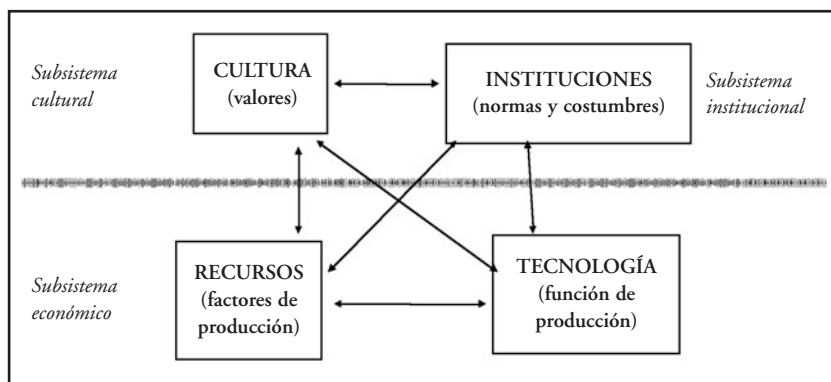 Subsistema
cultural
CULTURA
(valores)
INSTITUCIONES
(normas y costumbres)
Subsistema
institucional
Subsistema
económico
RECURSOS
(factores de
producción)
TECNOLOGÍA
(función de
producción)